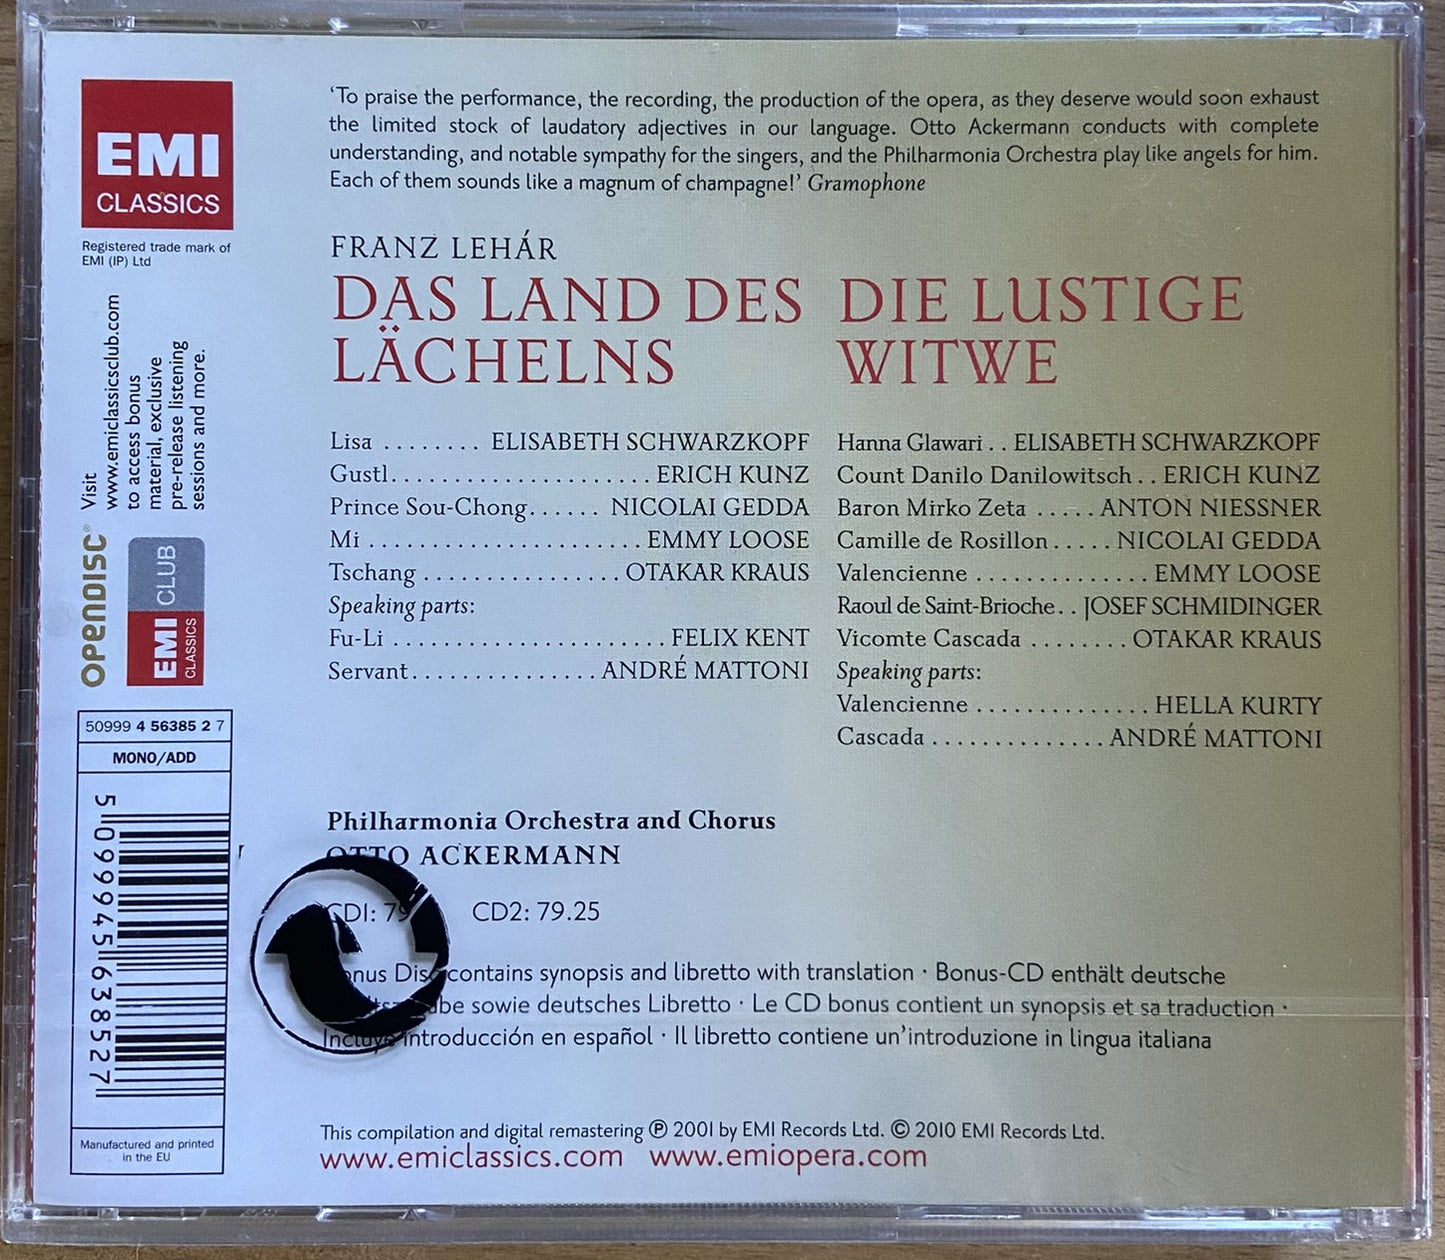 EMI
CLASSICS
Registered trade mark of
EMI (IP) Ltd
Visit
www.emiclassicsclub.com
to access bonus
material, exclusive
pre-release listening
sessions and more.
OPENDISC®
EMI
CLASSICS
CLUB
50999 4 56385 2 7
MONO/ADD
5 099945 638527
Manufactured and printed
in the EU
‘To praise the performance, the recording, the production of the opera, as they deserve would soon exhaust
the limited stock of laudatory adjectives in our language. Otto Ackermann conducts with complete
understanding, and notable sympathy for the singers, and the Philharmonia Orchestra play like angels for him.
Each of them sounds like a magnum of champagne!’ Gramophone
FRANZ LEHÁR
DAS LAND DES
LÄCHELNS
Lisa ........ ELISABETH SCHWARZKOPF
Gustl..................... ERICH KUNZ
Prince Sou-Chong...... NICOLAI GEDDA
Mi ...................... EMMY LOOSE
Tschang ................ OTAKAR KRAUS
Speaking parts:
Fu-Li ...................... FELIX KENT
Servant............... ANDRÉ MATTONI
DIE LUSTIGE
WITWE
Hanna Glawari .. ELISABETH SCHWARZKOPF
Count Danilo Danilowitsch .. ERICH KUNZ
Baron Mirko Zeta ..... ANTON NIESSNER
Camille de Rosillon ..... NICOLAI GEDDA
Valencienne .............. EMMY LOOSE
Raoul de Saint-Brioche .. JOSEF SCHMIDINGER
Vicomte Cascada ........ OTAKAR KRAUS
Speaking parts:
Valencienne .............. HELLA KURTY
Cascada .............. ANDRÉ MATTONI
Philharmonia Orchestra and Chorus
OTTO ACKERMANN
CD1: CD2: 79.25
Disc contains synopsis and libretto with translation · Bonus-CD enthält deutsche
sowie deutsches Libretto · Le CD bonus contient un synopsis et sa traduction ·
Incluye introducción en español · Il libretto contiene un’introduzione in lingua italiana
This compilation and digital remastering ℗ 2001 by EMI Records Ltd. © 2010 EMI Records Ltd.
www.emiclassics.com www.emiopera.com